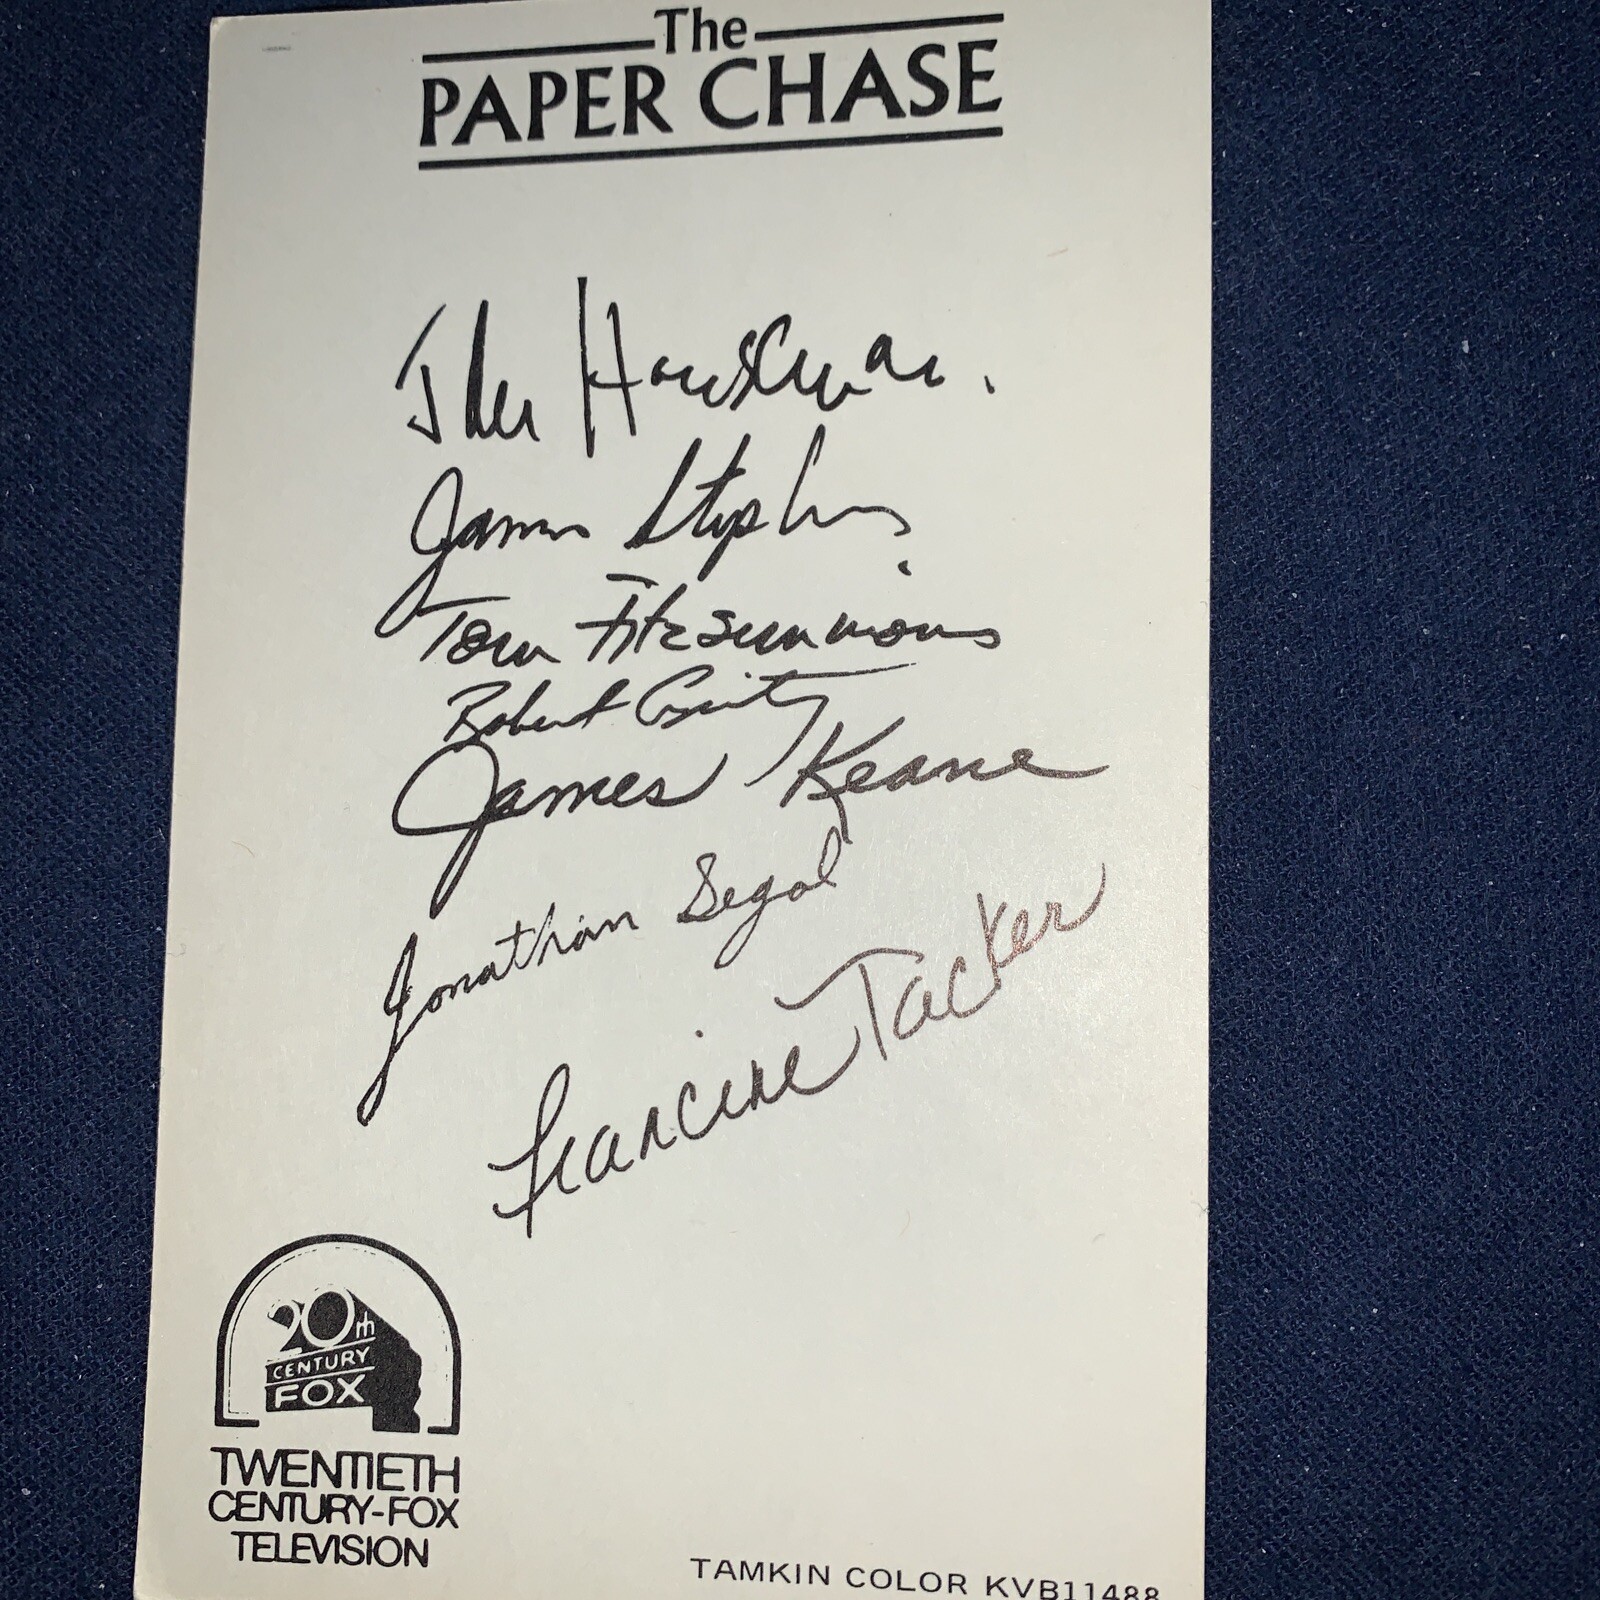 The
PAPER CHASE
John Houseman.
James Stephens
Tom Fitzsimmons
Robert Ginty
James Keane
Jonathan Segal
Francine Tacker
20th
CENTURY
FOX
TWENTIETH
CENTURY-FOX
TELEVISION
TAMKIN COLOR KVB11488